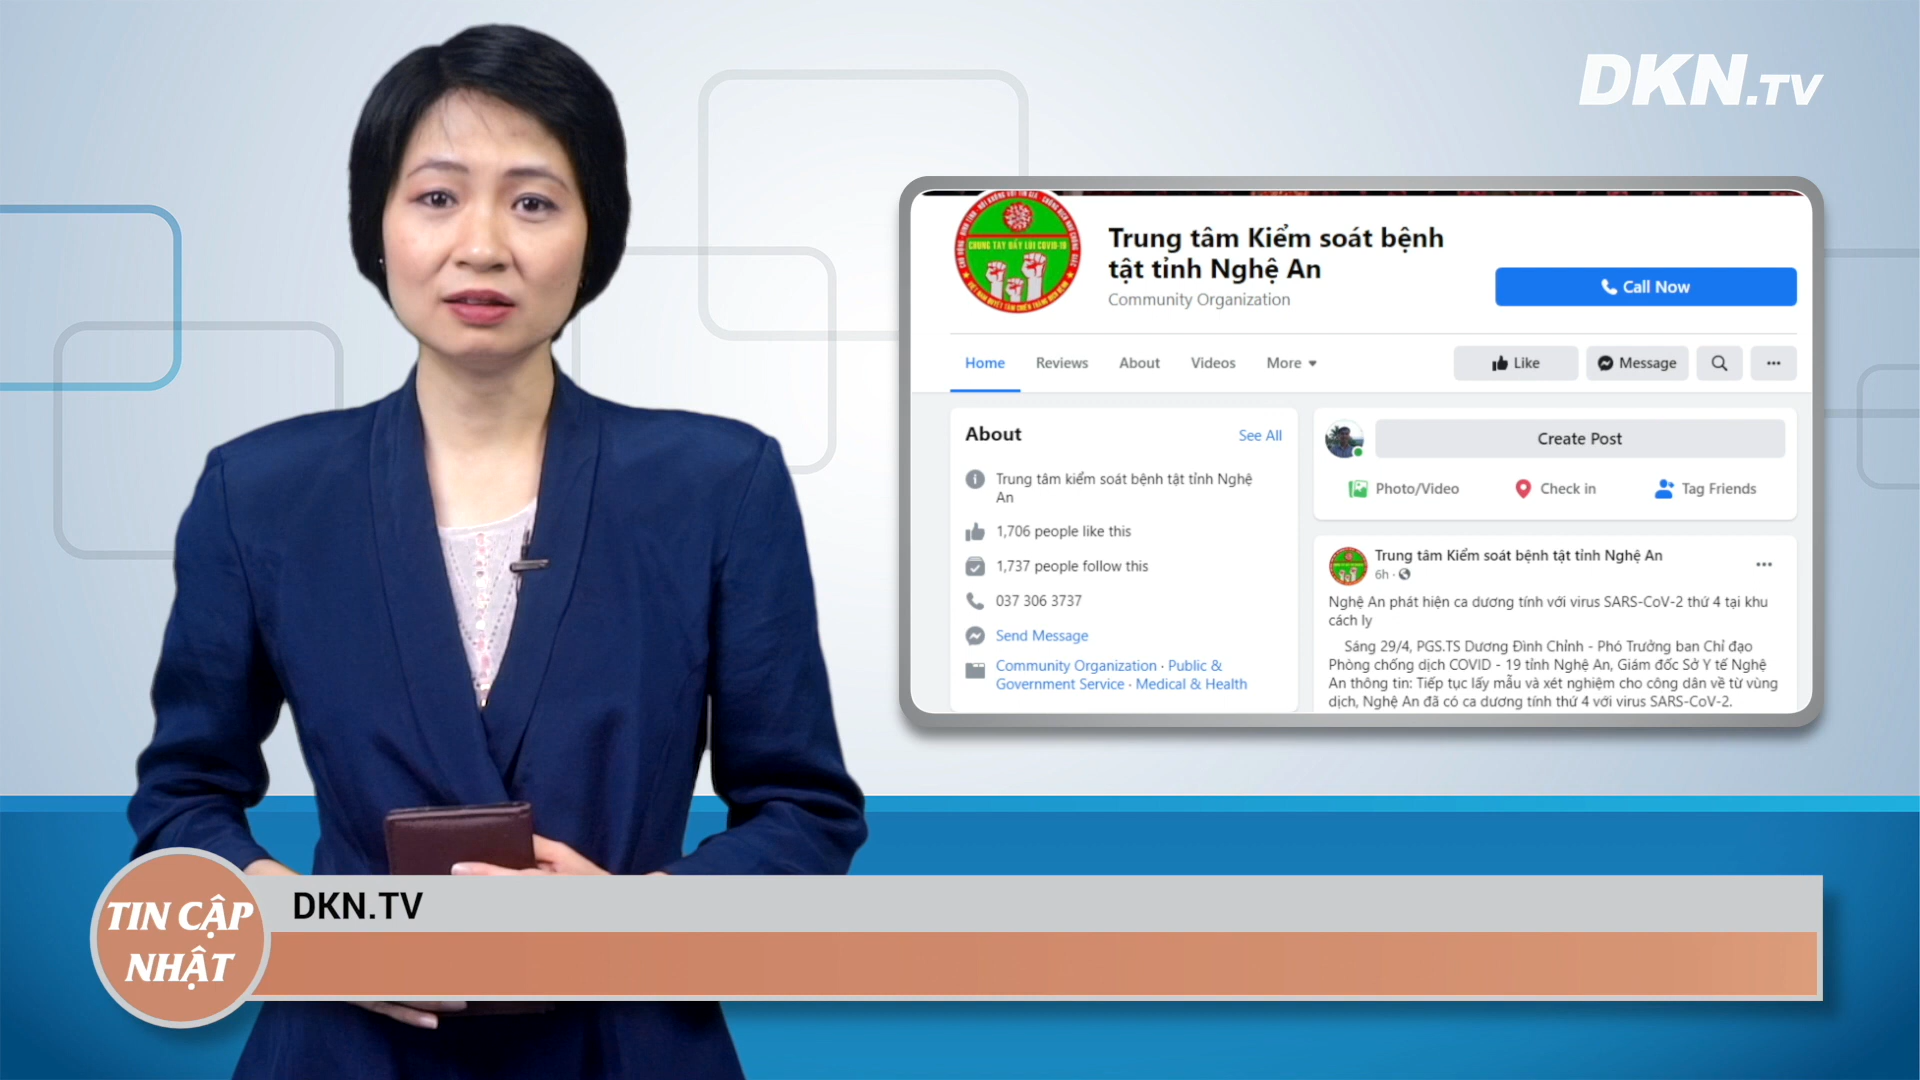 DKN.TV
CHUNG TAY ĐẨY LÙI COVID-19
Trung tâm Kiểm soát bệnh
tật tỉnh Nghệ An
Community Organization
Call Now
Home
Reviews
About
Videos
More
Like
Message
About
See All
Trung tâm kiểm soát bệnh tật tỉnh Nghệ
An
1,706 people like this
1,737 people follow this
037 306 3737
Send Message
Community Organization · Public &
Government Service · Medical & Health
Create Post
Photo/Video
Check in
Tag Friends
Trung tâm Kiểm soát bệnh tật tỉnh Nghệ An
6h ·
Nghệ An phát hiện ca dương tính với virus SARS-CoV-2 thứ 4 tại khu
cách ly
Sáng 29/4, PGS.TS Dương Đình Chỉnh - Phó Trưởng ban Chỉ đạo
Phòng chống dịch COVID - 19 tỉnh Nghệ An, Giám đốc Sở Y tế Nghệ
An thông tin: Tiếp tục lấy mẫu và xét nghiệm cho công dân về từ vùng
dịch, Nghệ An đã có ca dương tính thứ 4 với virus SARS-CoV-2.
TIN CẬP
NHẬT
DKN.TV